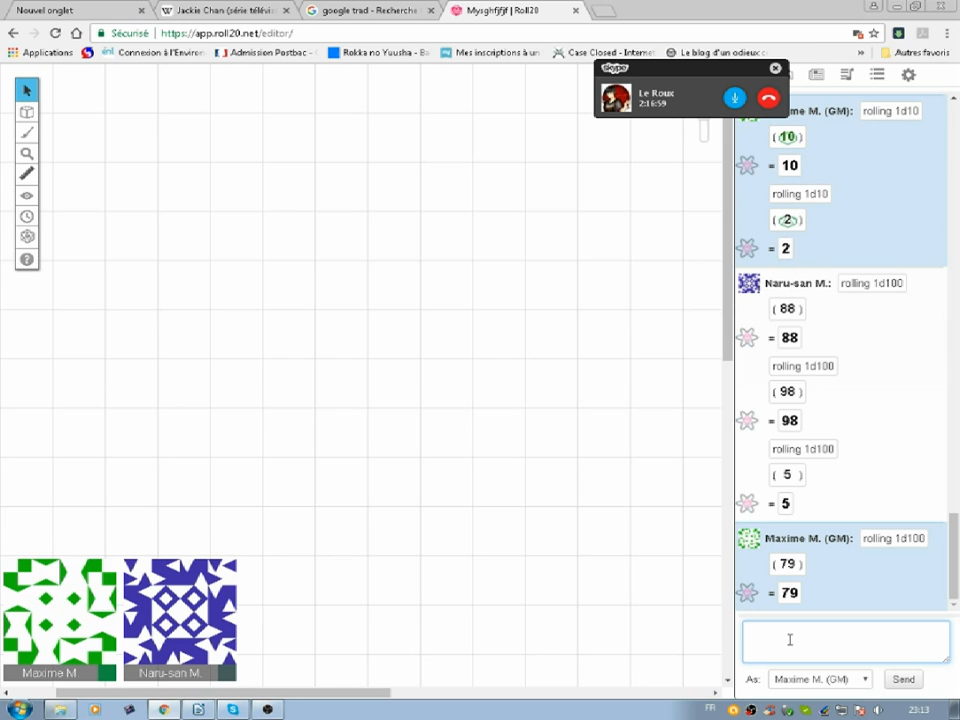 Nouvel onglet
Jackie Chan (série télévis
google trad - Recherche
Mysghfjfjf | Roll20
Sécurisé https://app.roll20.net/editor/
Applications
Connexion à l'Environ
Admission Postbac -
Rokka no Yuusha - Ba
Mes inscriptions à un
Case Closed - Internet
Le blog d'un odieux
»
Autres favoris
skype
Le Roux
2:16:59
me M. (GM): rolling 1d10
( 10 )
= 10
rolling 1d10
( 2 )
= 2
Naru-san M.: rolling 1d100
( 88 )
= 88
rolling 1d100
( 98 )
= 98
rolling 1d100
( 5 )
= 5
Maxime M. (GM): rolling 1d100
( 79 )
= 79
Maxime M.
Naru-san M.
As: Maxime M. (GM) Send
FR
23:13